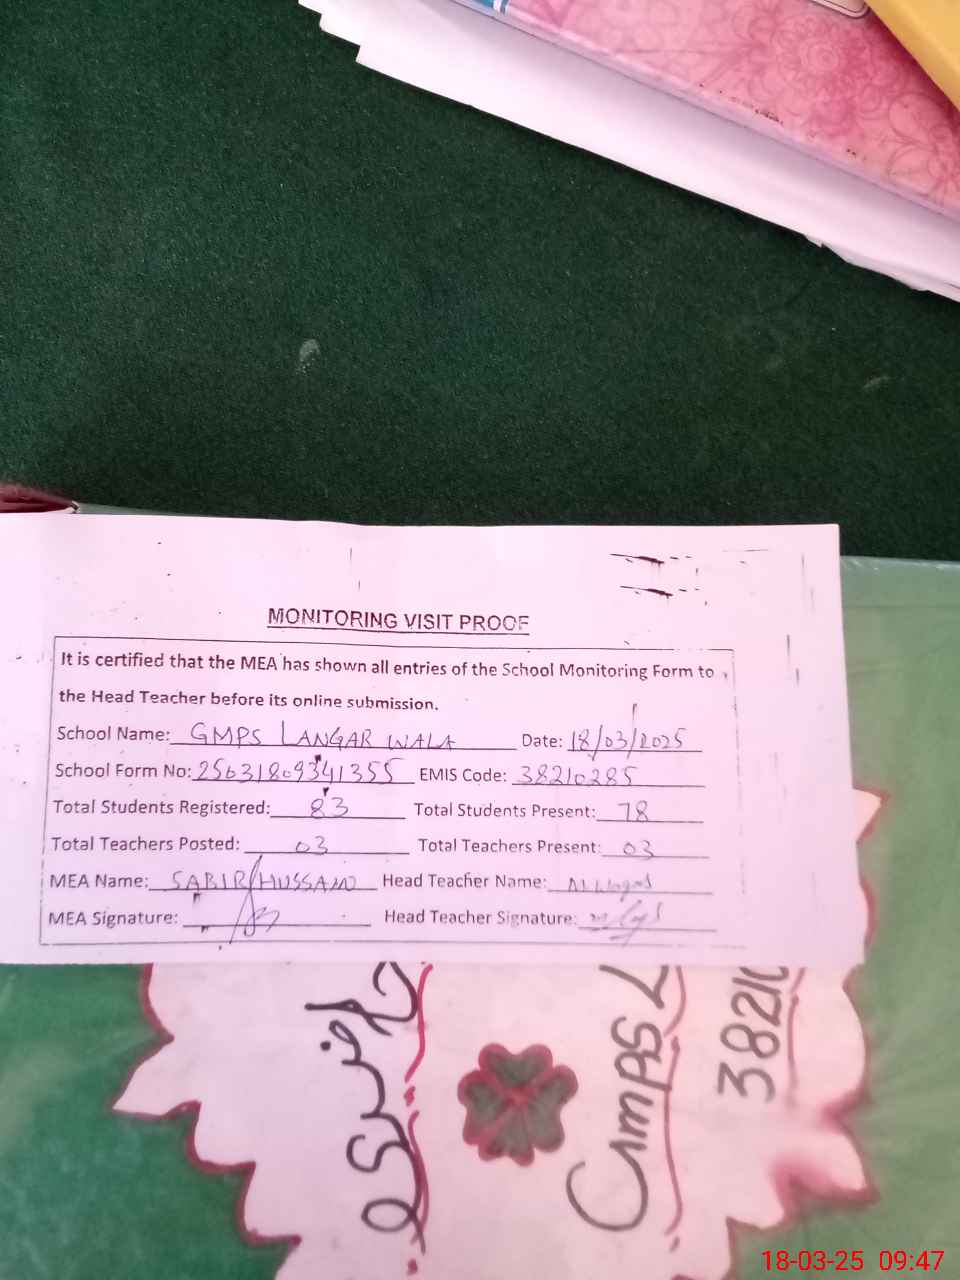 MONITORING VISIT PROOF
It is certified that the MEA has shown all entries of the School Monitoring Form to
the Head Teacher before its online submission.
School Name: GMPS LANGAR WALA Date: 18/03/2025
School Form No: 25031809341355 EMIS Code: 38210285
Total Students Registered: 83 Total Students Present: 78
Total Teachers Posted: 03 Total Teachers Present: 03
MEA Name: SABIR HUSSAIN Head Teacher Name:
MEA Signature: Head Teacher Signature:
حاضری
GMPS L
38210
18-03-25 09:47